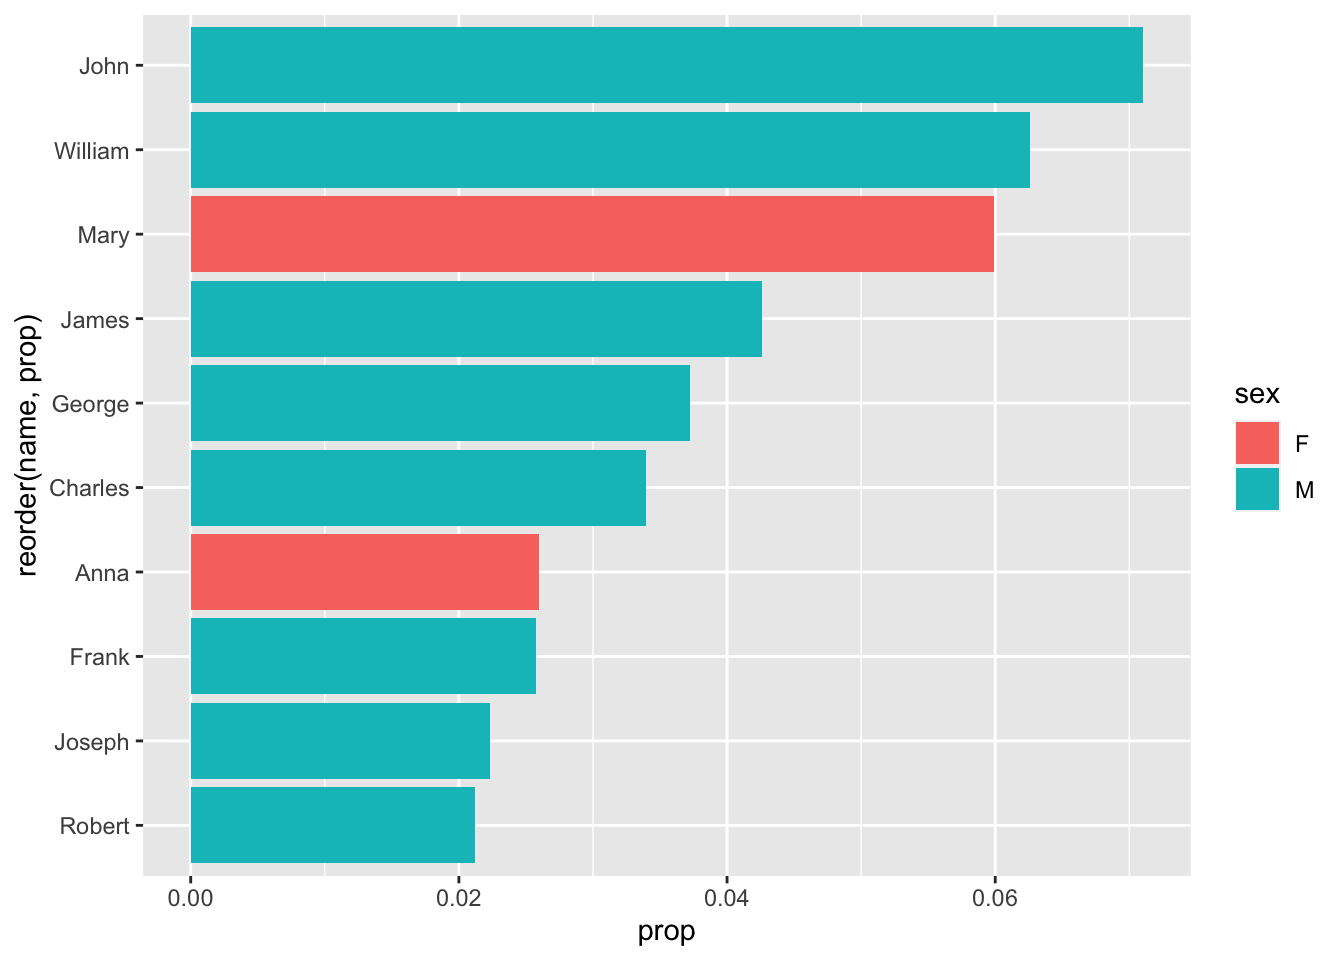 John
William
Mary
James
George
Charles
Anna
Frank
Joseph
Robert
reorder(name, prop)
0.00 0.02 0.04 0.06
prop
sex
F
M